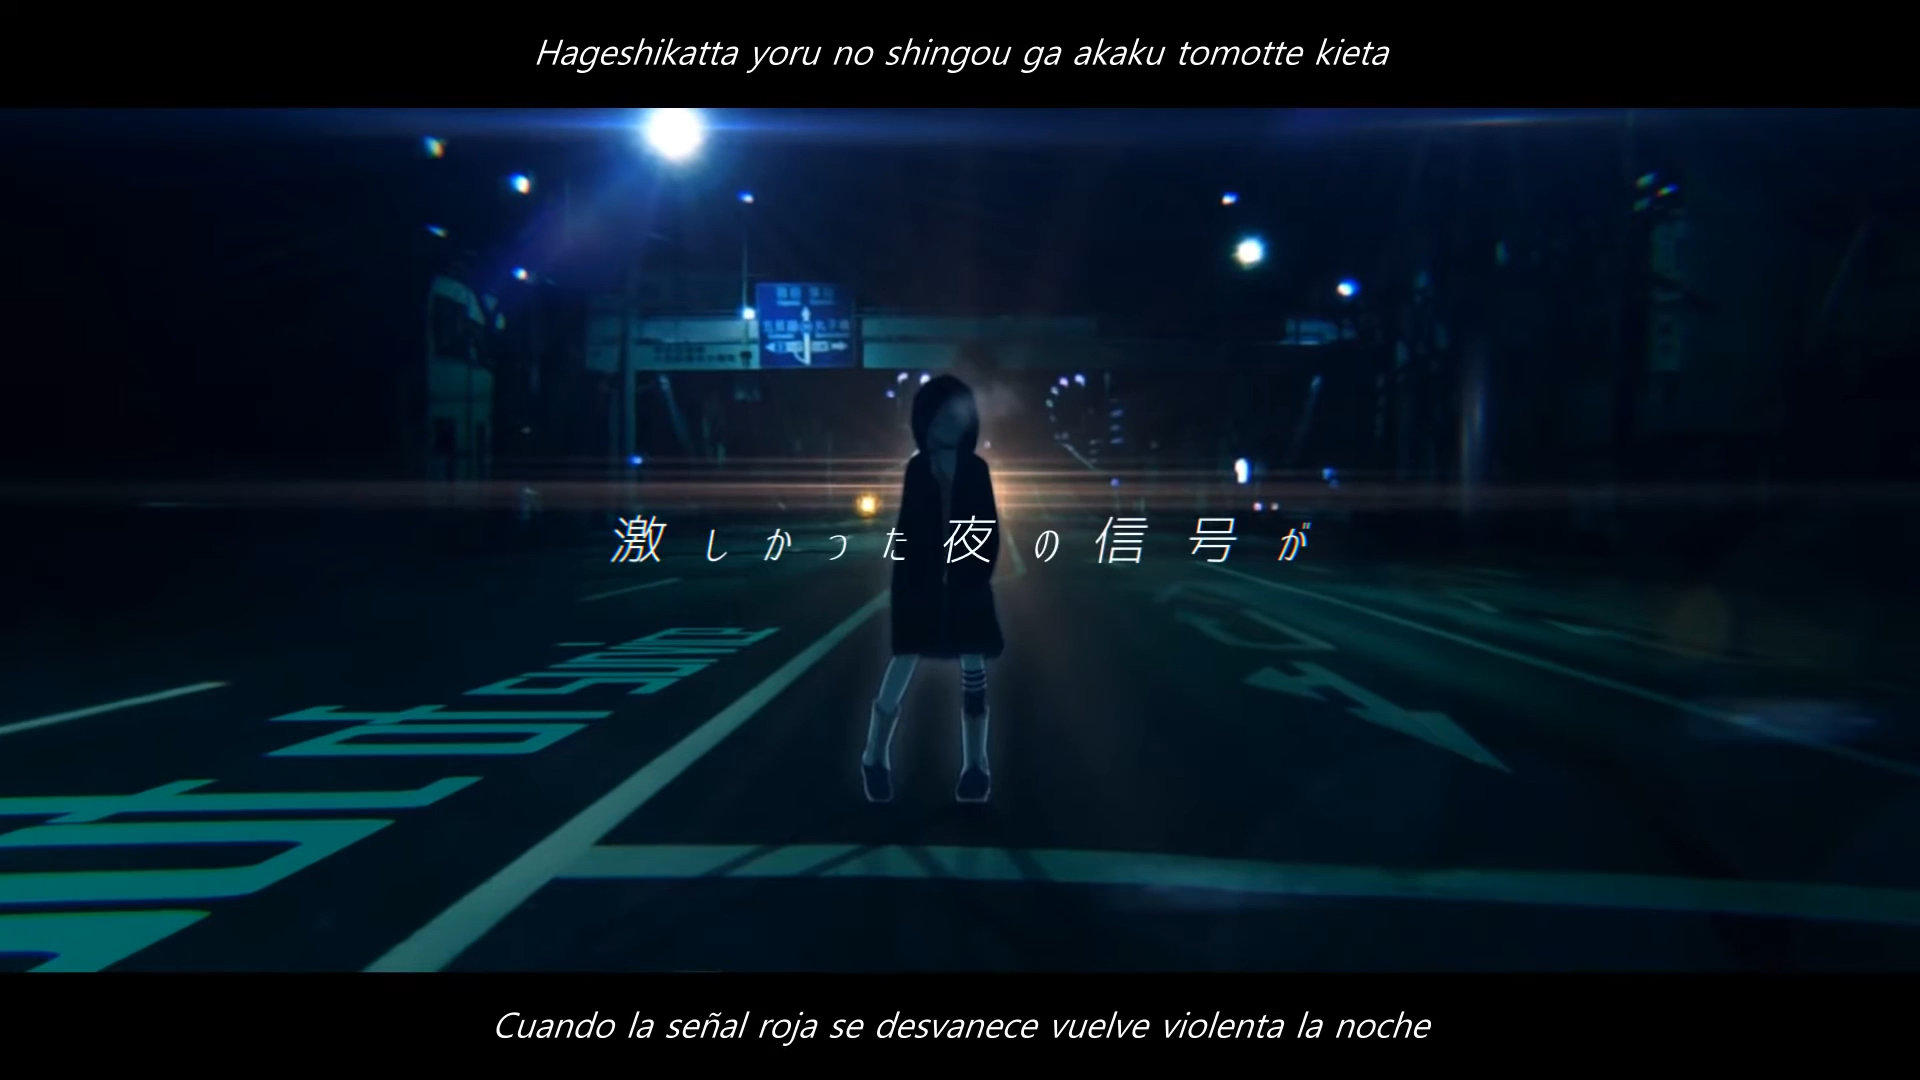 Hageshikatta yoru no shingou ga akaku tomotte kieta
激しかった夜の信号が
Cuando la señal roja se desvanece vuelve violenta la noche